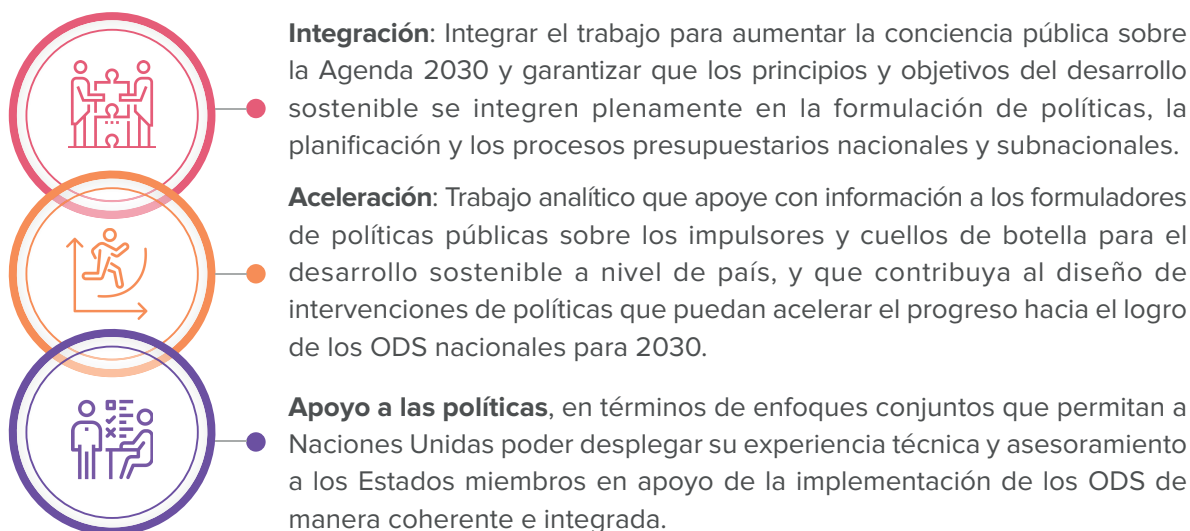 Integración: Integrar el trabajo para aumentar la conciencia pública sobre
la Agenda 2030 y garantizar que los principios y objetivos del desarrollo
sostenible se integren plenamente en la formulación de políticas, la
planificación y los procesos presupuestarios nacionales y subnacionales.
Aceleración: Trabajo analítico que apoye con información a los formuladores
de políticas públicas sobre los impulsores y cuellos de botella para el
desarrollo sostenible a nivel de país, y que contribuya al diseño de
intervenciones de políticas que puedan acelerar el progreso hacia el logro
de los ODS nacionales para 2030.
Apoyo a las políticas, en términos de enfoques conjuntos que permitan a
Naciones Unidas poder desplegar su experiencia técnica y asesoramiento
a los Estados miembros en apoyo de la implementación de los ODS de
manera coherente e integrada.